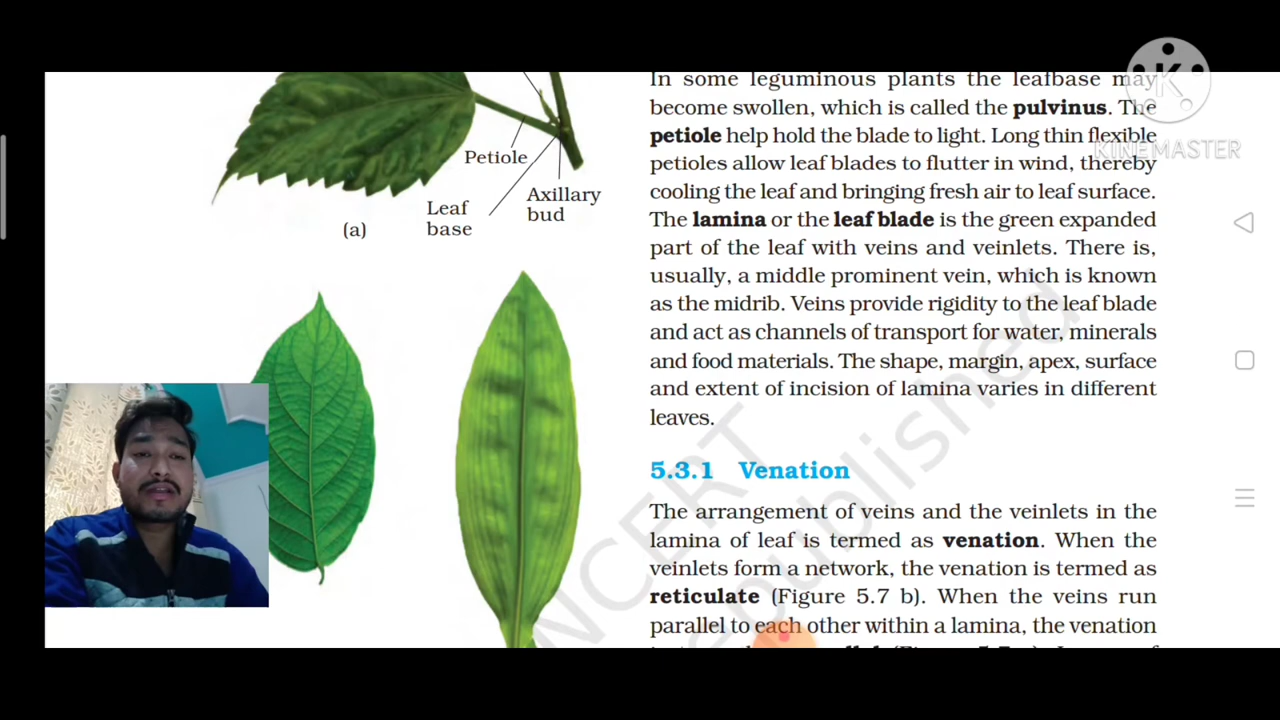 In some leguminous plants the leafbase may
become swollen, which is called the pulvinus. The
petiole help hold the blade to light. Long thin flexible
petioles allow leaf blades to flutter in wind, thereby
cooling the leaf and bringing fresh air to leaf surface.
The lamina or the leaf blade is the green expanded
part of the leaf with veins and veinlets. There is,
usually, a middle prominent vein, which is known
as the midrib. Veins provide rigidity to the leaf blade
and act as channels of transport for water, minerals
and food materials. The shape, margin, apex, surface
and extent of incision of lamina varies in different
leaves.
5.3.1 Venation
The arrangement of veins and the veinlets in the
lamina of leaf is termed as venation. When the
veinlets form a network, the venation is termed as
reticulate (Figure 5.7 b). When the veins run
parallel to each other within a lamina, the venation
Petiole
Axillary
bud
Leaf
base
(a)
K
KINEMASTER
NCERT
republished